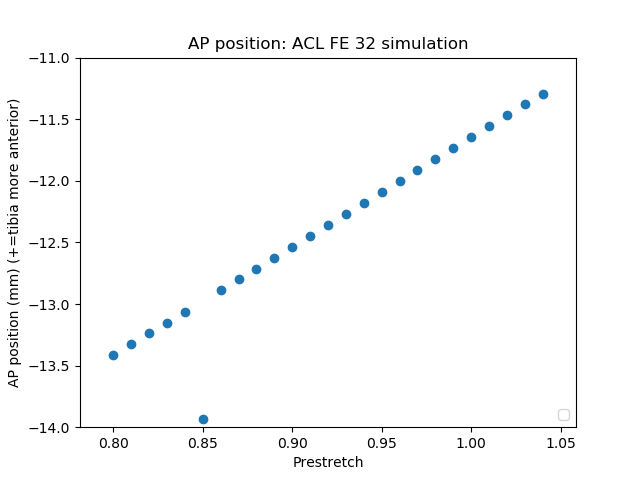 AP position: ACL FE 32 simulation
AP position (mm) (+=tibia more anterior)
−11.0
−11.5
−12.0
−12.5
−13.0
−13.5
−14.0
0.80 0.85 0.90 0.95 1.00 1.05
Prestretch